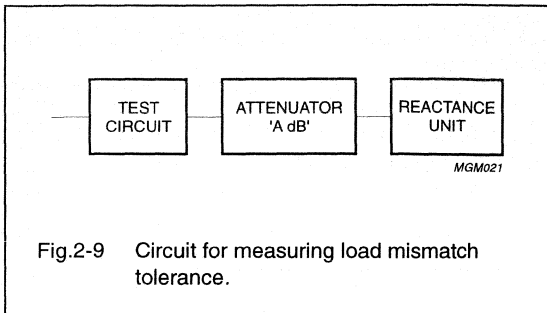 TEST
CIRCUIT
ATTENUATOR
'A dB'
REACTANCE
UNIT
MGM021
Fig.2-9 Circuit for measuring load mismatch
tolerance.